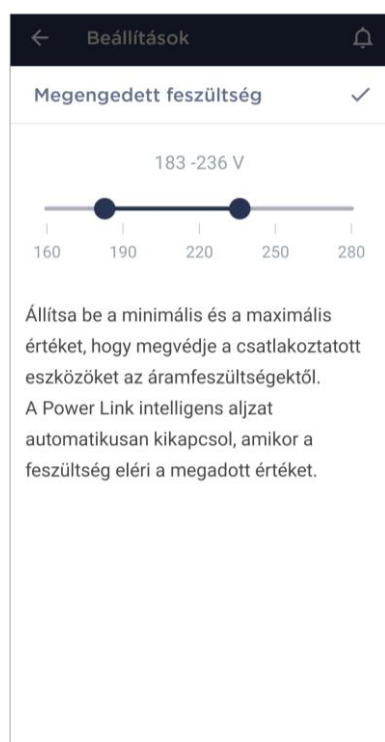 Beállítások
Megengedett feszültség
183 -236 V
160 190 220 250 280
Állítsa be a minimális és a maximális
értéket, hogy megvédje a csatlakoztatott
eszközöket az áramfeszültségektől.
A Power Link intelligens aljzat
automatikusan kikapcsol, amikor a
feszültség eléri a megadott értéket.